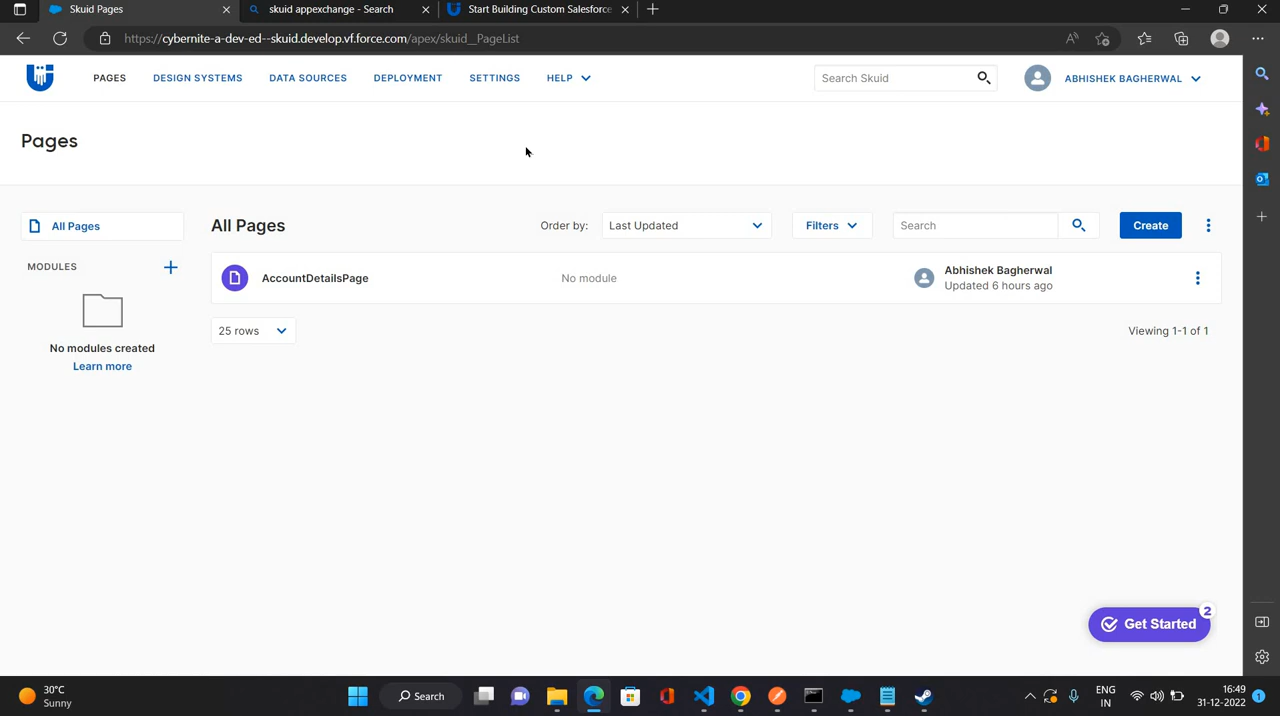 Skuid Pages
skuid appexchange - Search
Start Building Custom Salesforce
https://cybernite-a-dev-ed--skuid.develop.vf.force.com/apex/skuid__PageList
PAGES
DESIGN SYSTEMS
DATA SOURCES
DEPLOYMENT
SETTINGS
HELP
Search Skuid
ABHISHEK BAGHERWAL
Pages
All Pages
MODULES
No modules created
Learn more
All Pages
Order by:
Last Updated
Filters
Search
Create
AccountDetailsPage
No module
Abhishek Bagherwal
Updated 6 hours ago
25 rows
Viewing 1-1 of 1
Get Started
2
30°C
Sunny
Search
ENG
IN
16:49
31-12-2022
1